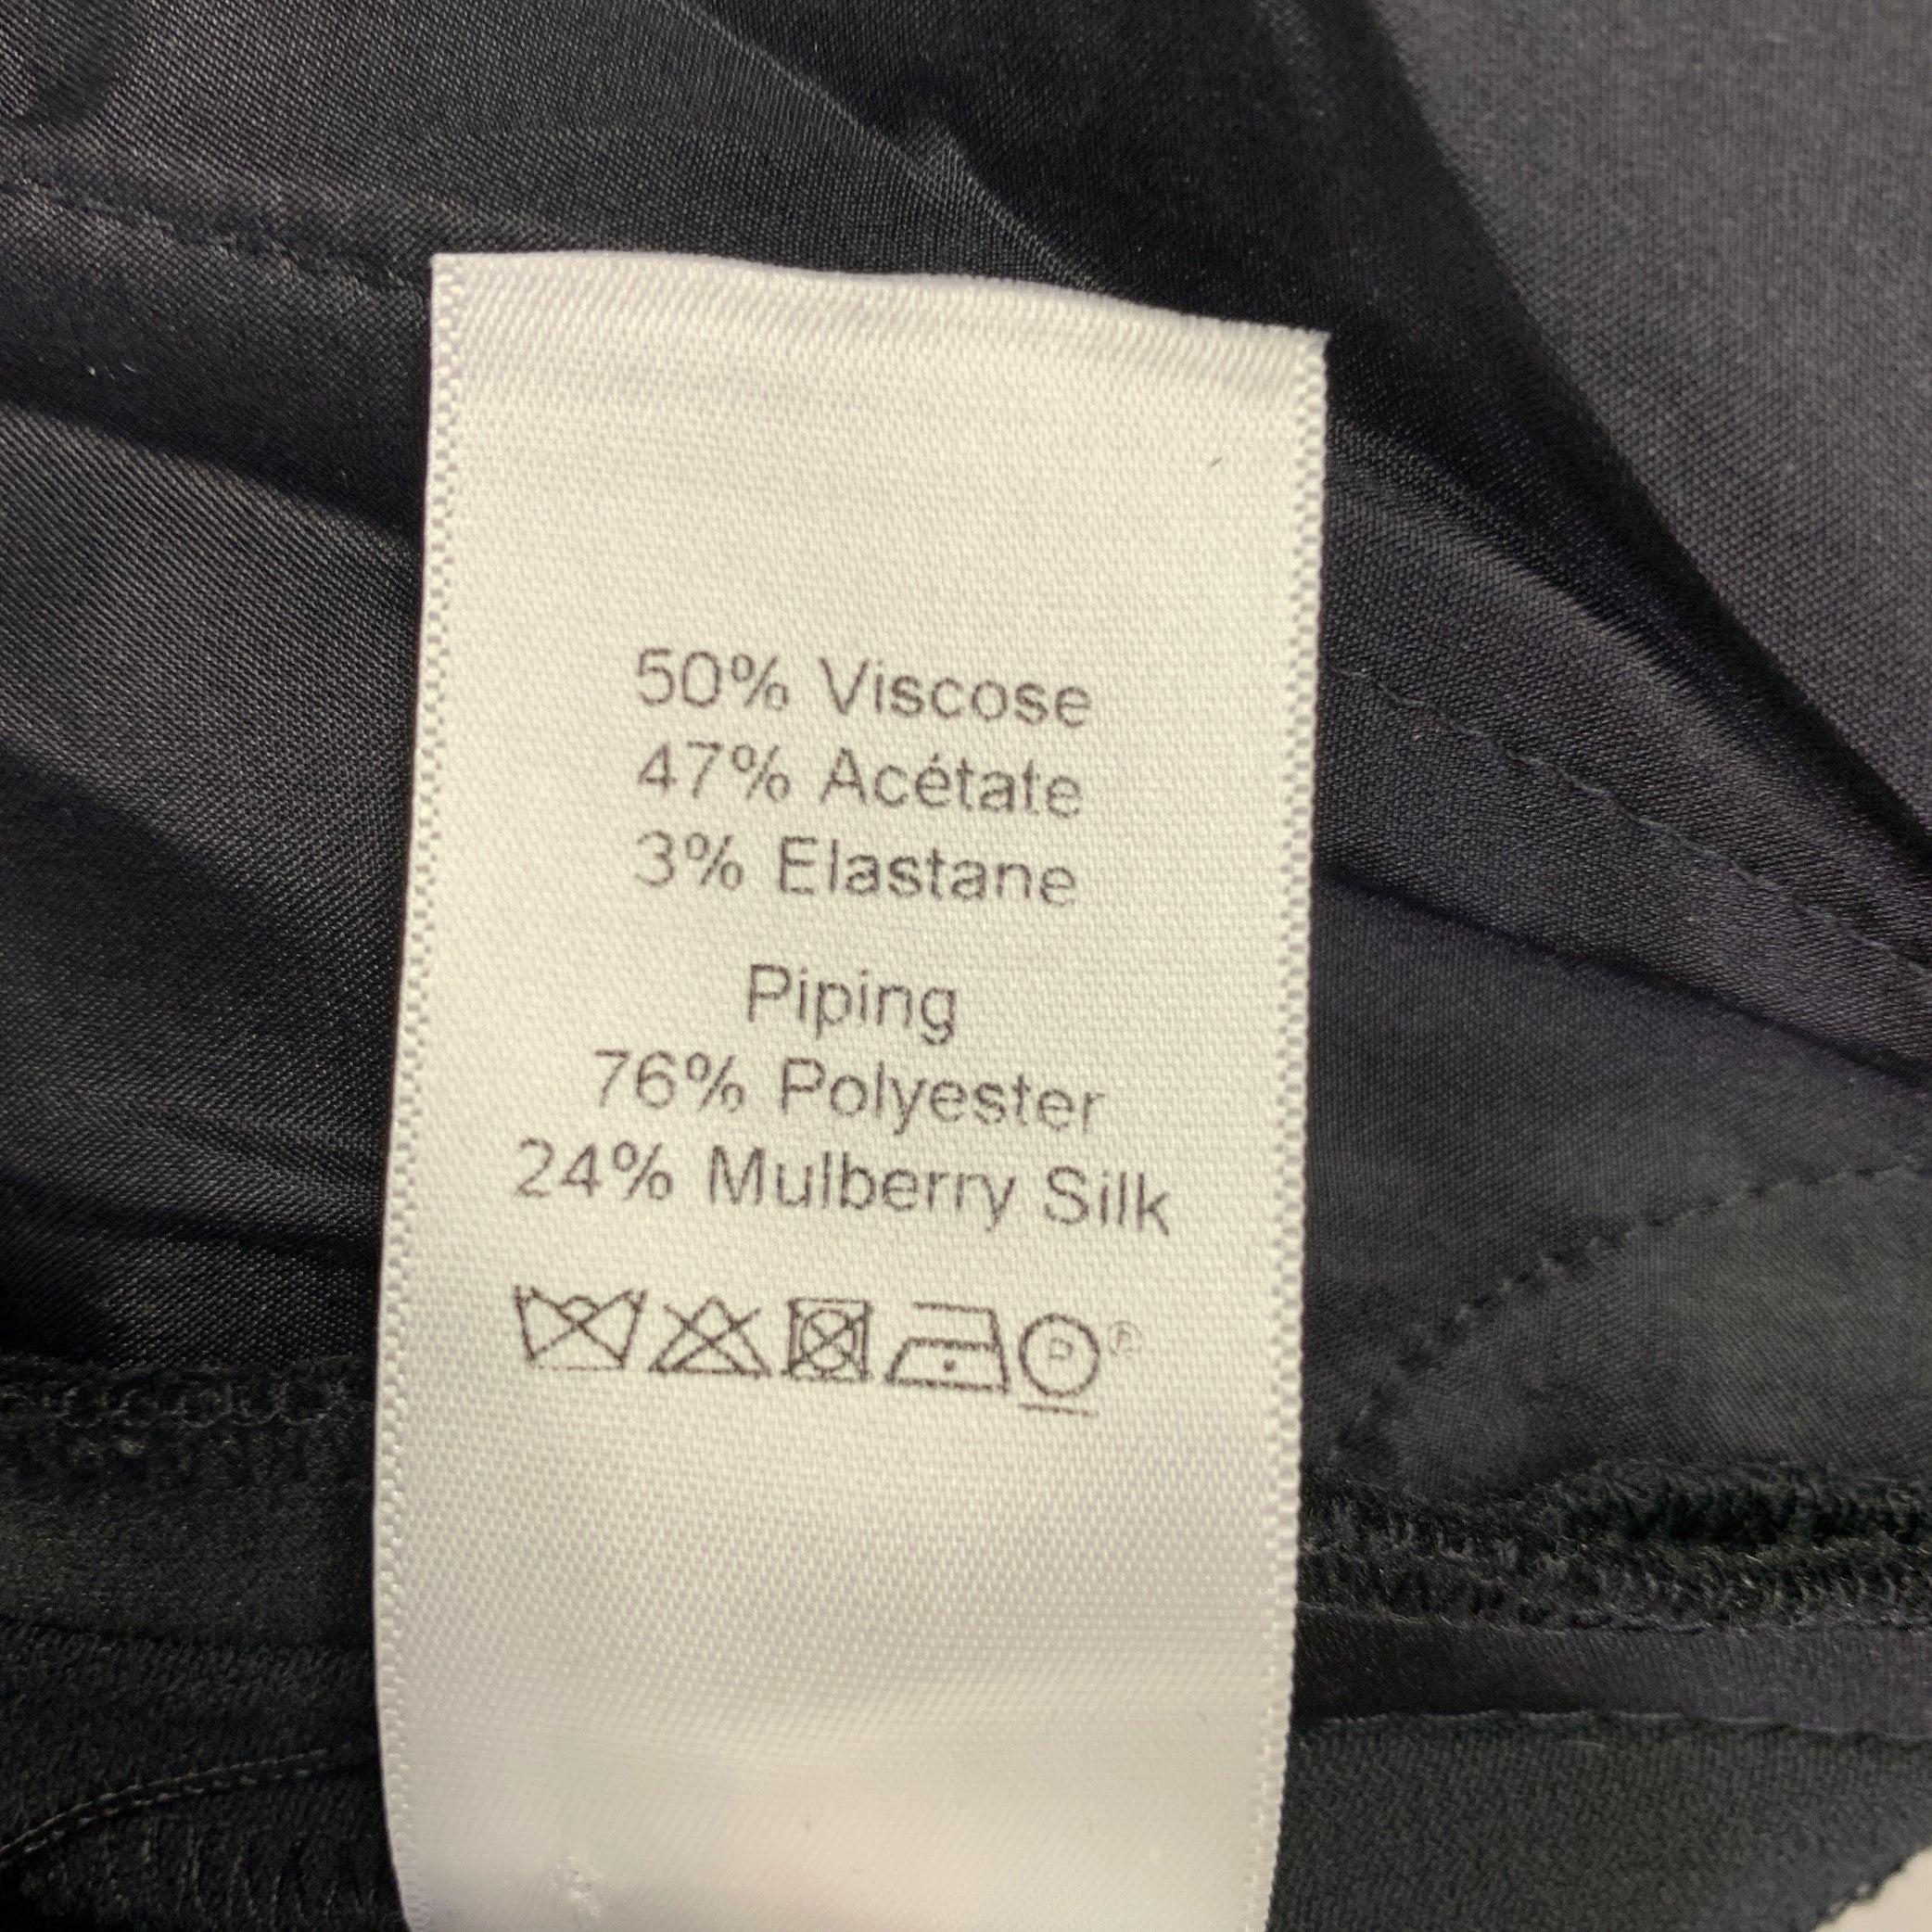 50% Viscose
47% Acétate
3% Elastane
Piping
76% Polyester
24% Mulberry Silk
P ®